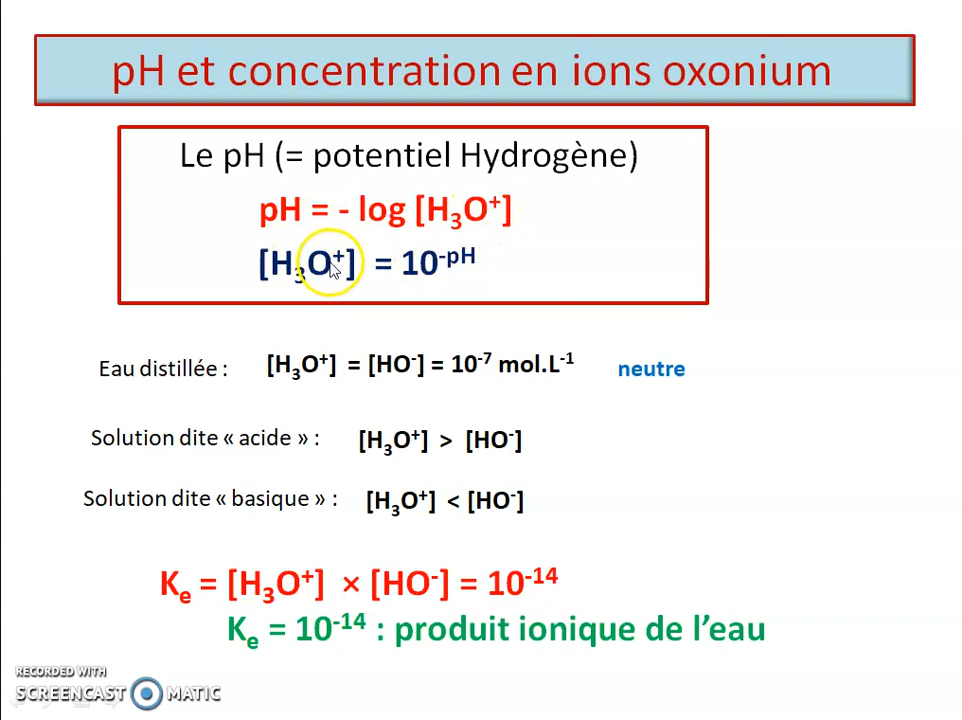 pH et concentration en ions oxonium
Le pH (= potentiel Hydrogène)
pH = - log [H₃O⁺]
[H₃O⁺] = 10⁻ᵖᴴ
Eau distillée : [H₃O⁺] = [HO⁻] = 10⁻⁷ mol.L⁻¹ neutre
Solution dite « acide » : [H₃O⁺] > [HO⁻]
Solution dite « basique » : [H₃O⁺] < [HO⁻]
Kₑ = [H₃O⁺] × [HO⁻] = 10⁻¹⁴
Kₑ = 10⁻¹⁴ : produit ionique de l’eau
RECORDED WITH
SCREENCAST MATIC